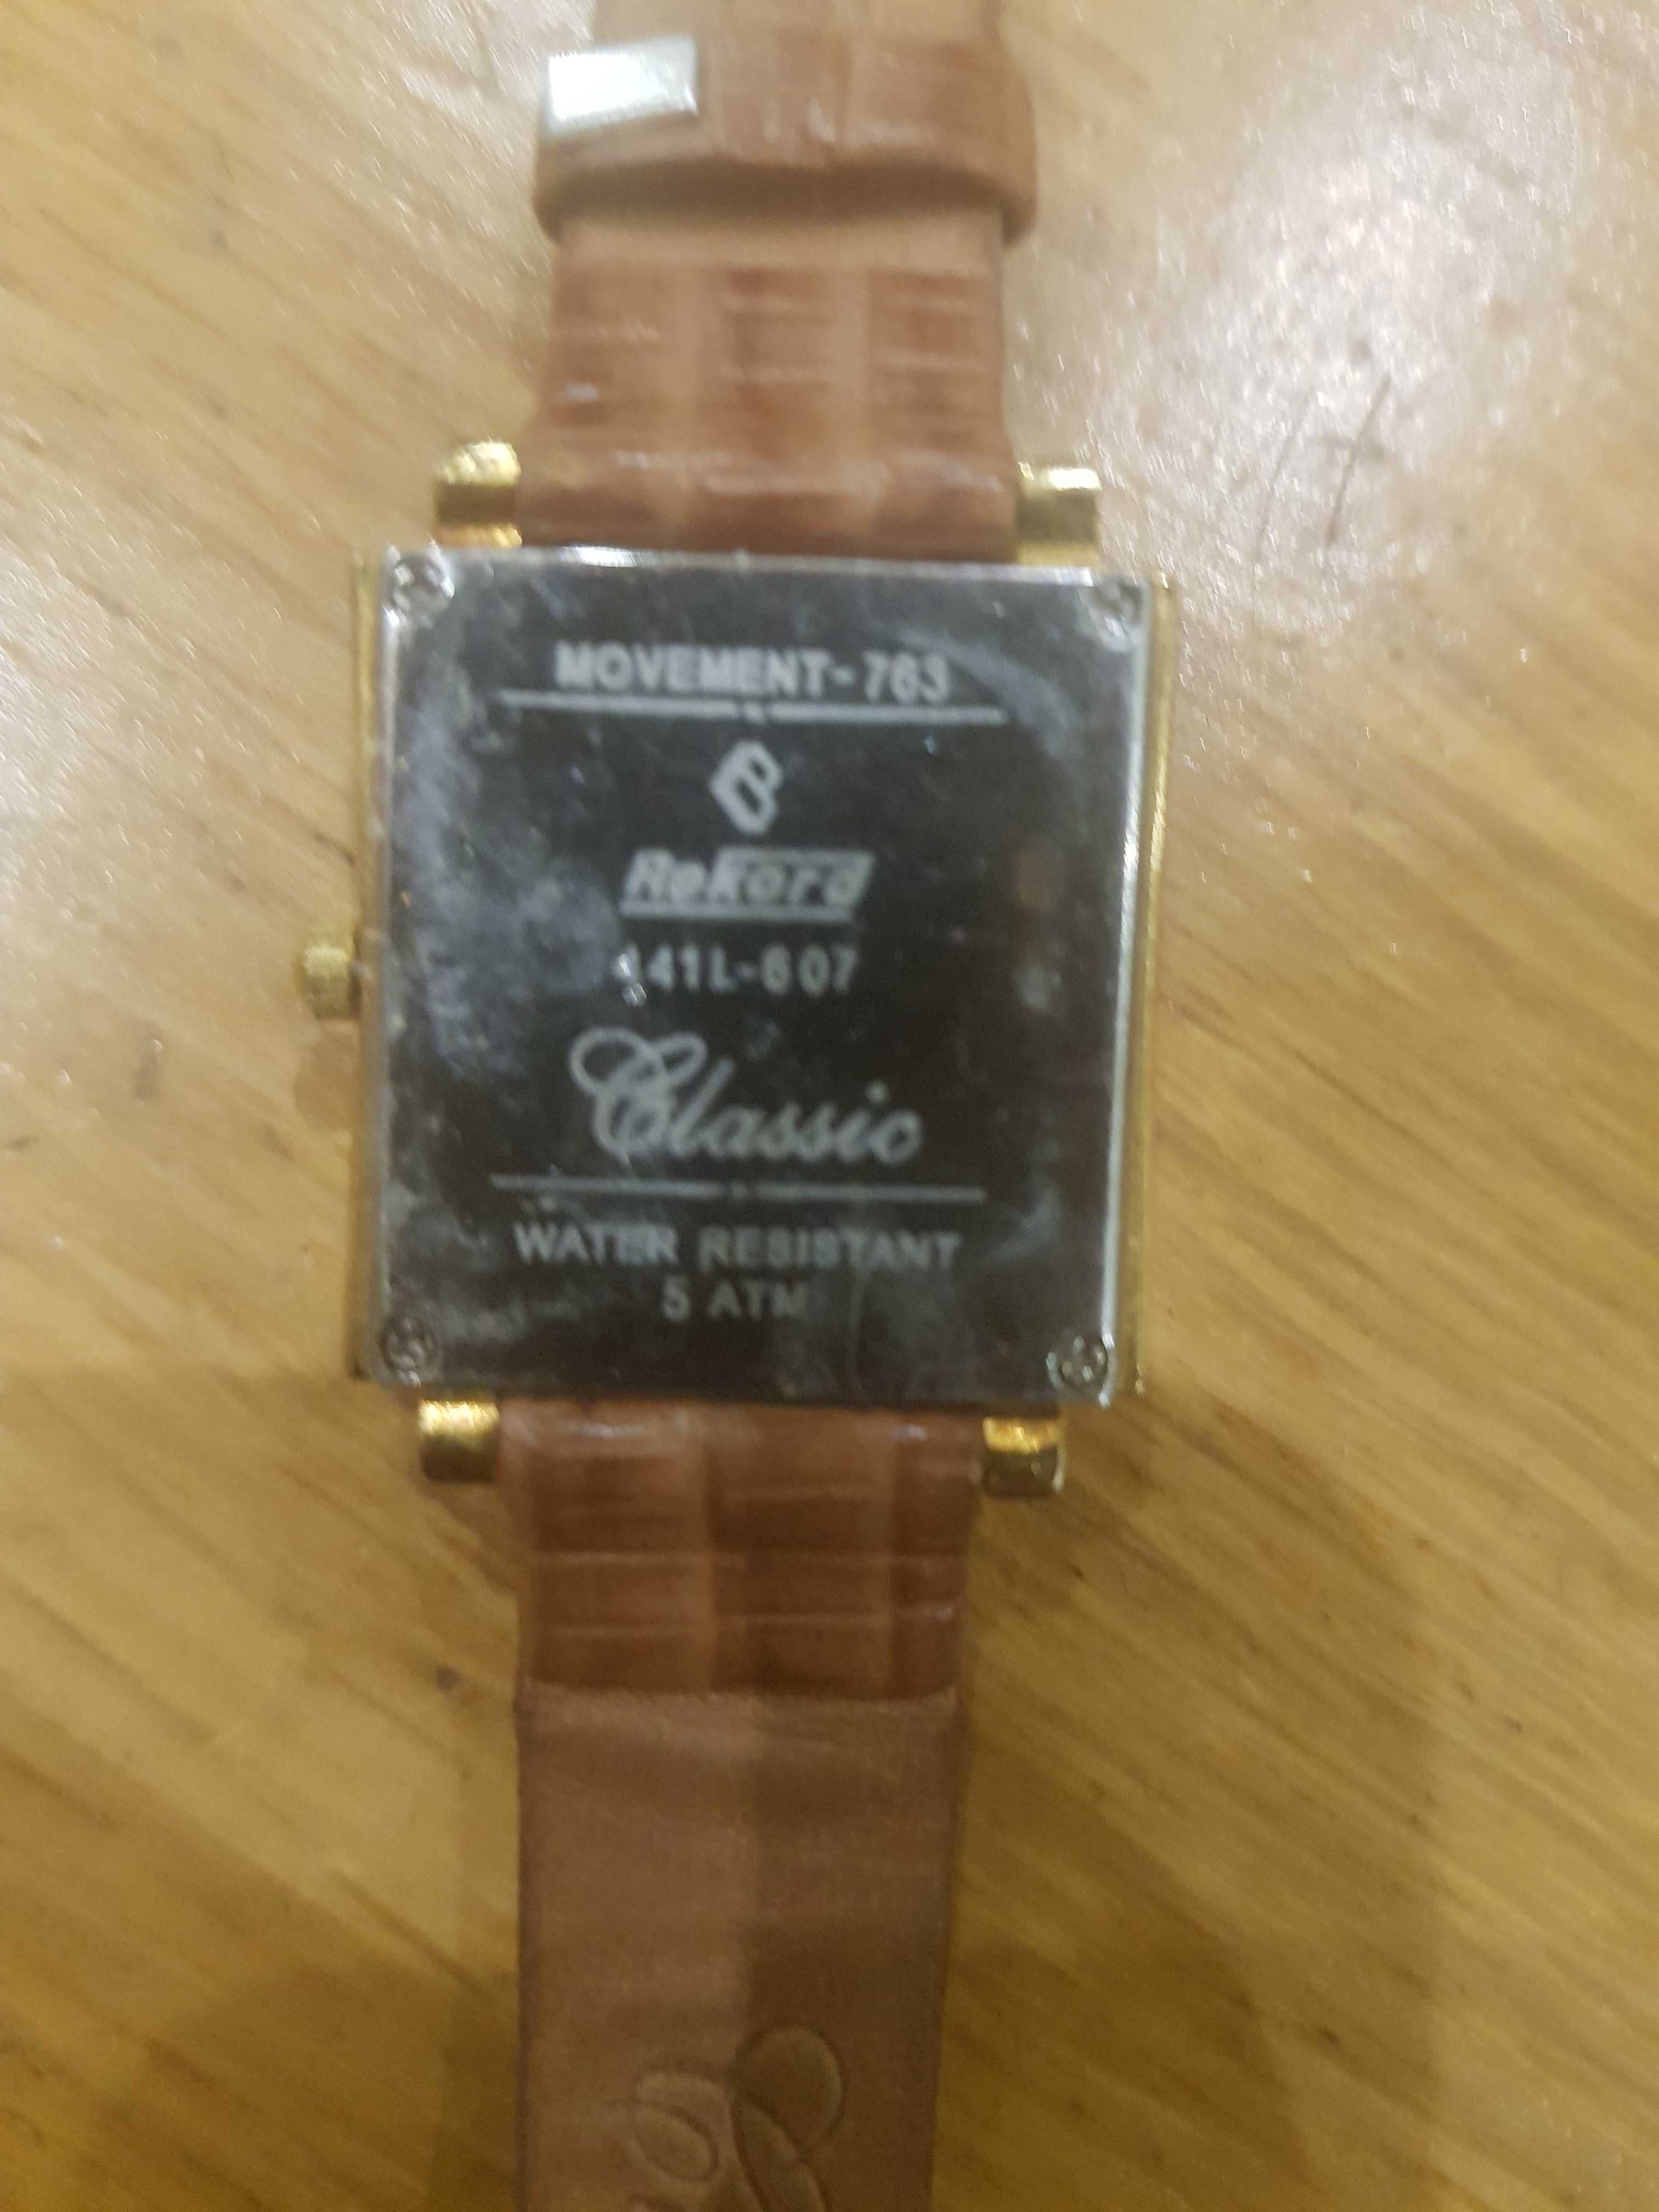 MOVEMENT-763
ReKord
141L-607
Classic
WATER RESISTANT
5 ATM